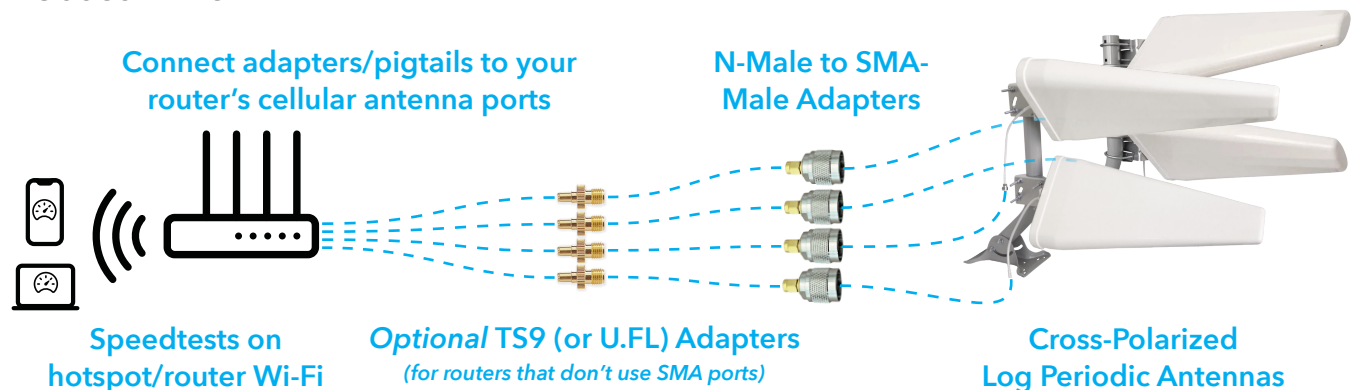 Connect adapters/pigtails to your
router's cellular antenna ports
N-Male to SMA-
Male Adapters
Speedtests on
hotspot/router Wi-Fi
Optional TS9 (or U.FL) Adapters
(for routers that don't use SMA ports)
Cross-Polarized
Log Periodic Antennas